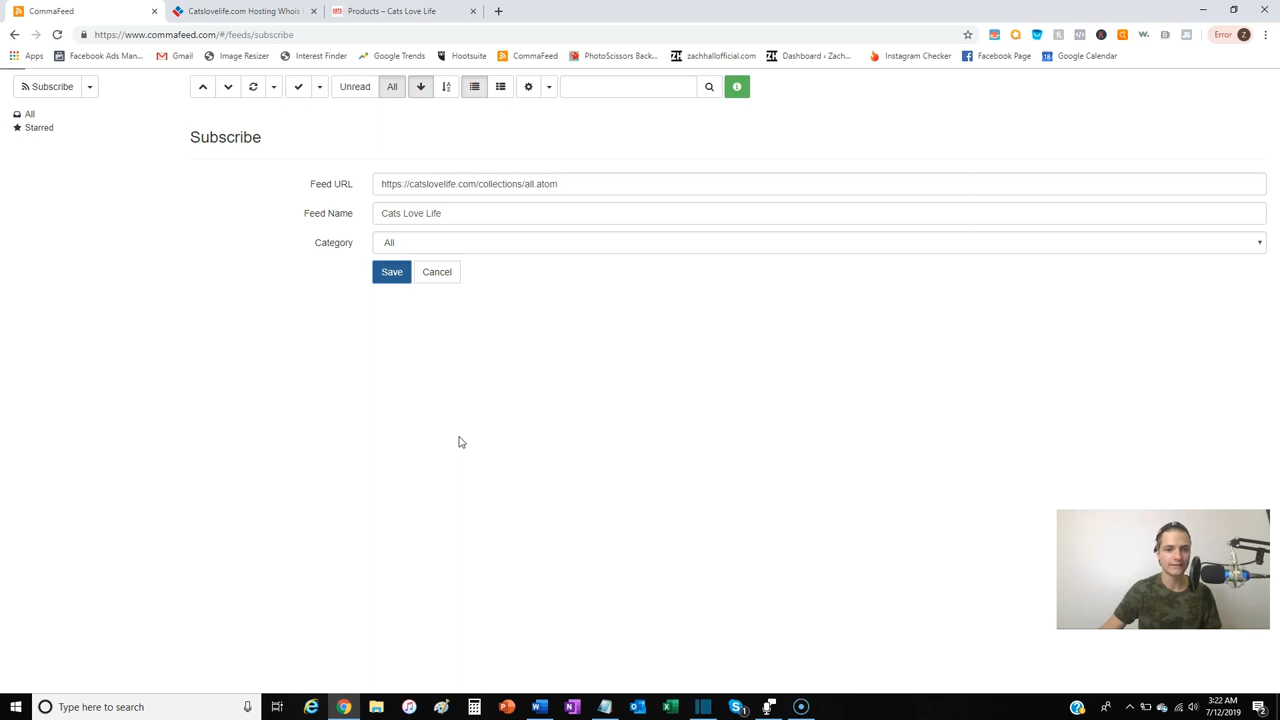 CommaFeed
Catslovelife.com Hosting Whois
Products – Cats Love Life
https://www.commafeed.com/#/feeds/subscribe
Error Z
Apps
Facebook Ads Man...
Gmail
Image Resizer
Interest Finder
Google Trends
Hootsuite
CommaFeed
PhotoScissors Back...
zachhallofficial.com
Dashboard ‹ Zach...
Instagram Checker
Facebook Page
Google Calendar
Subscribe
Unread
All
All
Starred
Subscribe
Feed URL
https://catslovelife.com/collections/all.atom
Feed Name
Cats Love Life
Category
All
Save
Cancel
Type here to search
3:22 AM
7/12/2019